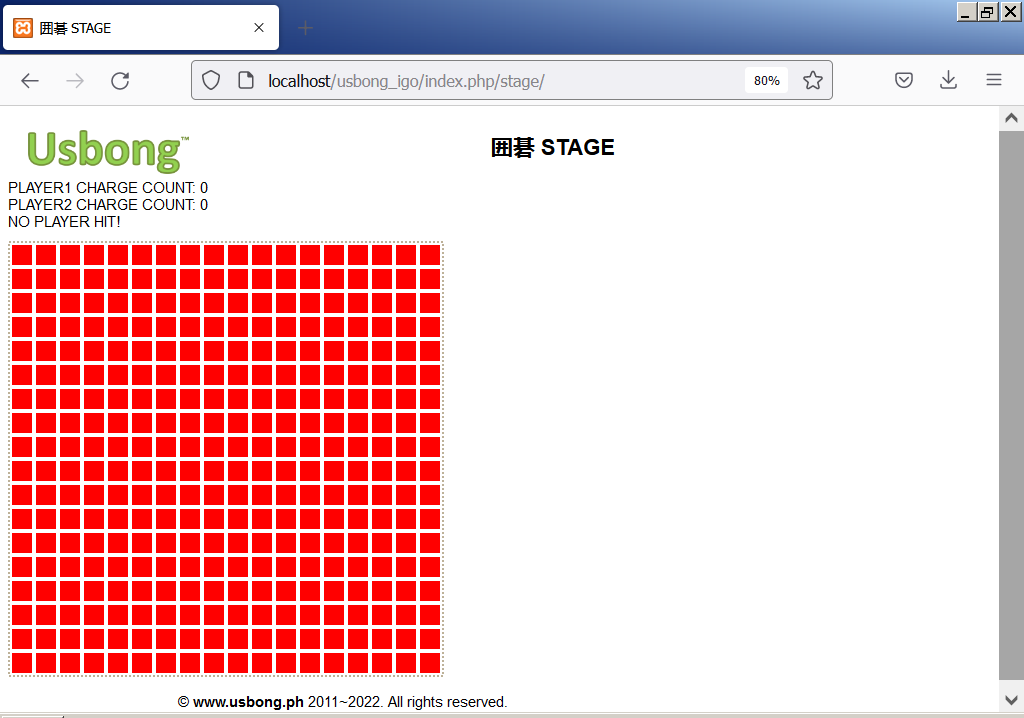 囲碁 STAGE
localhost/usbong_igo/index.php/stage/
80%
Usbong™
囲碁 STAGE
PLAYER1 CHARGE COUNT: 0
PLAYER2 CHARGE COUNT: 0
NO PLAYER HIT!
© www.usbong.ph 2011~2022. All rights reserved.